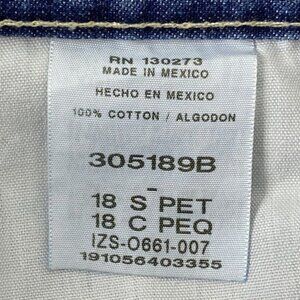 RN 130273
MADE IN MEXICO
HECHO EN MEXICO
100% COTTON / ALGODON
305189B
-
18 S PET
18 C PEQ
IZS-O661-007
191056403355